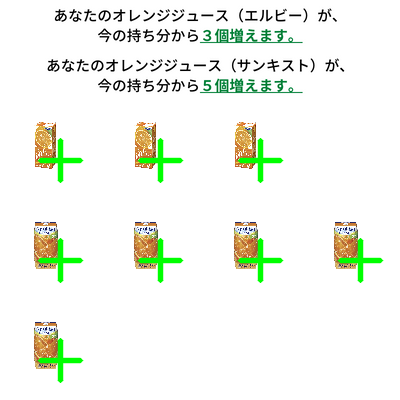 あなたのオレンジジュース（エルビー）が、
今の持ち分から３個増えます。
あなたのオレンジジュース（サンキスト）が、
今の持ち分から５個増えます。